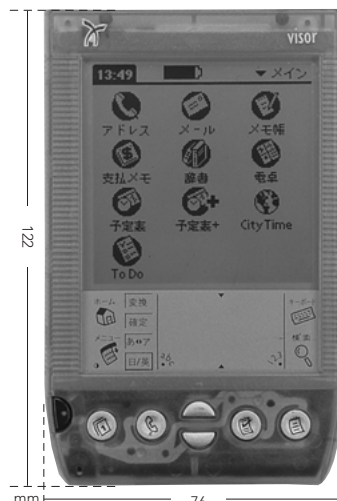 VISOR
13:49 ▼メイン
アドレス メール メモ帳
支払メモ 辞書 電卓
予定表 予定表+ CityTime
To Do
ホーム 変換 キーボード
確定
メニュー あ↔ア 検索
日/英
122
mm 76